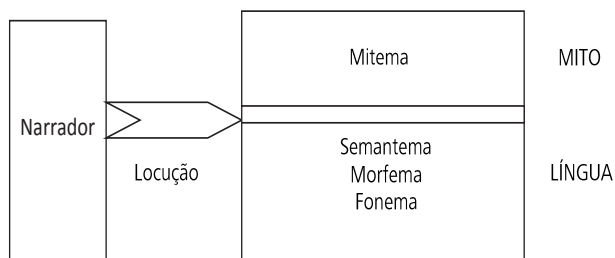 Mitema
MITO
Narrador
Locução
Semantema
Morfema
Fonema
LÍNGUA